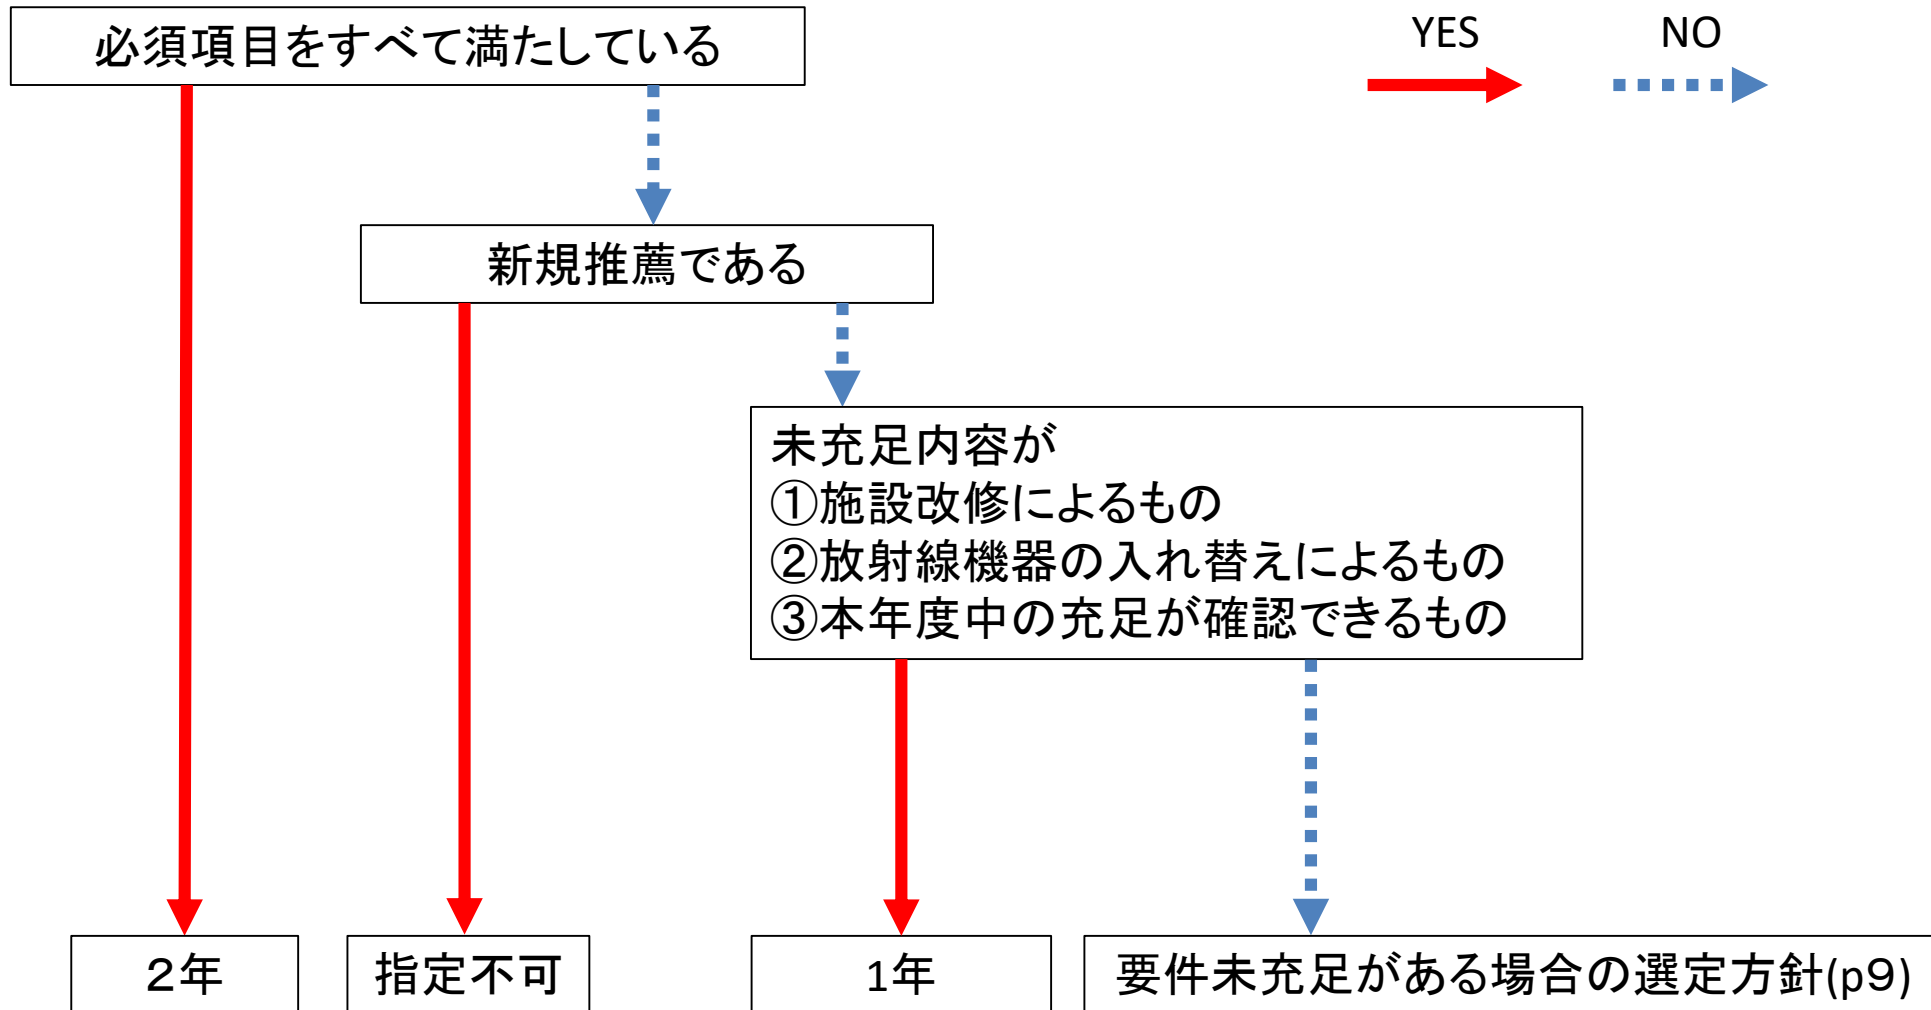 必須項目をすべて満たしている
YES
NO
新規推薦である
未充足内容が
①施設改修によるもの
②放射線機器の入れ替えによるもの
③本年度中の充足が確認できるもの
２年
指定不可
1年
要件未充足がある場合の選定方針(p９)